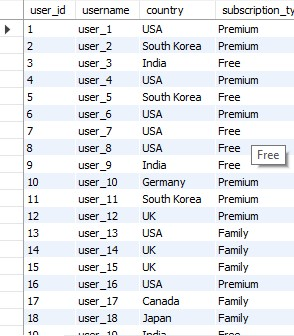 user_id username country subscription_ty
1 user_1 USA Premium
2 user_2 South Korea Premium
3 user_3 India Free
4 user_4 USA Premium
5 user_5 South Korea Free
6 user_6 USA Premium
7 user_7 USA Free
8 user_8 USA Free
Free
9 user_9 India Free
10 user_10 Germany Premium
11 user_11 South Korea Premium
12 user_12 UK Premium
13 user_13 USA Family
14 user_14 UK Family
15 user_15 UK Family
16 user_16 USA Premium
17 user_17 Canada Family
18 user_18 Japan Family
19 user_19 India Free